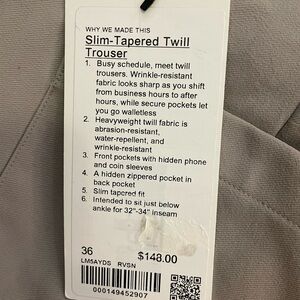 WHY WE MADE THIS
Slim-Tapered Twill
Trouser
1. Busy schedule, meet twill
trousers. Wrinkle-resistant
fabric looks sharp as you shift
from business hours to after
hours, while secure pockets let
you go walletless
2. Heavyweight twill fabric is
abrasion-resistant,
water-repellent, and
wrinkle-resistant
3. Front pockets with hidden phone
and coin sleeves
4. A hidden zippered pocket in
back pocket
5. Slim tapered fit
6. Intended to sit just below
ankle for 32"-34" inseam
36 $148.00
LM5AYDS RVSN
000149452907